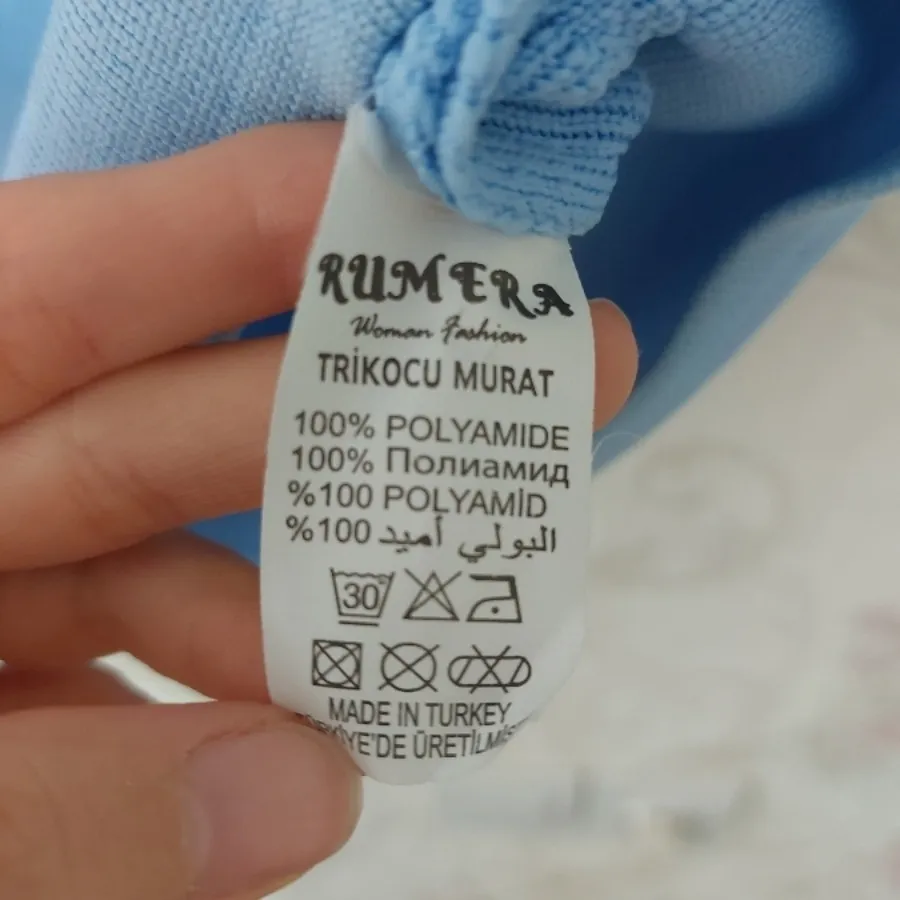 RUMERA
Woman Fashion
TRİKOCU MURAT
100% POLYAMIDE
100% Полиамид
%100 POLYAMİD
%100 البولي أميد
30
MADE IN TURKEY